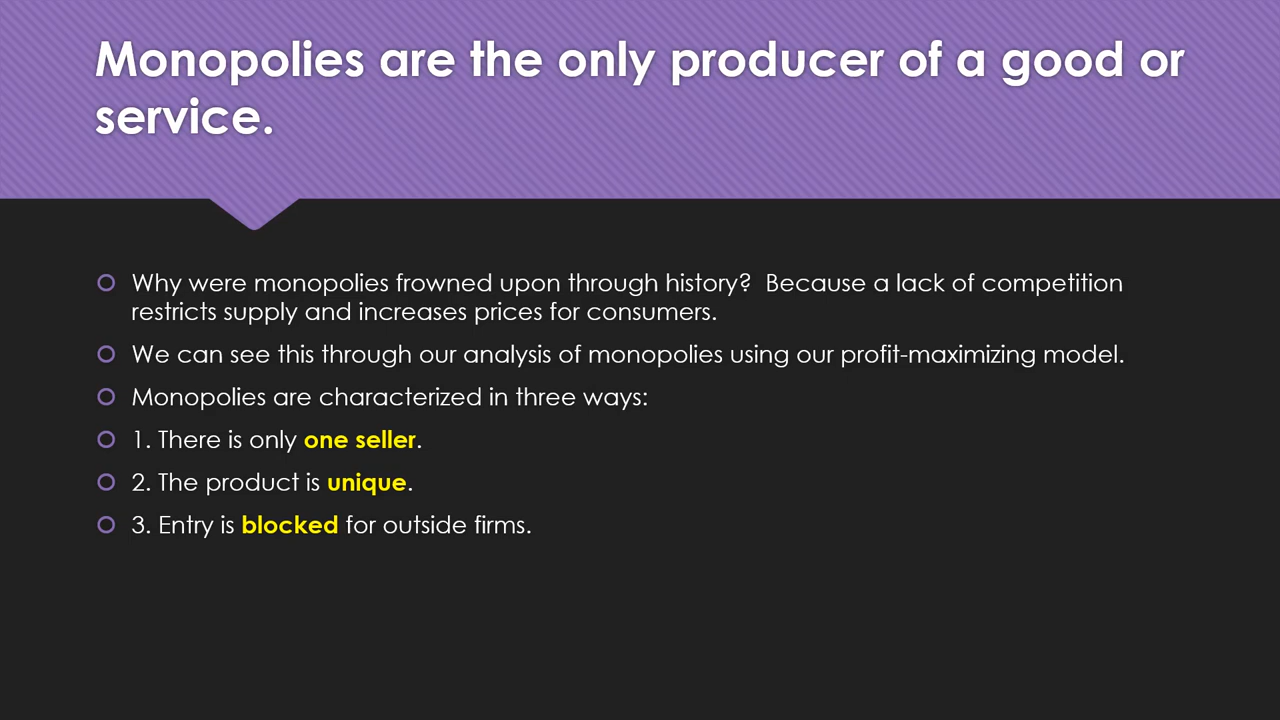 Monopolies are the only producer of a good or
service.
Why were monopolies frowned upon through history?  Because a lack of competition
restricts supply and increases prices for consumers.
We can see this through our analysis of monopolies using our profit-maximizing model.
Monopolies are characterized in three ways:
1. There is only one seller.
2. The product is unique.
3. Entry is blocked for outside firms.